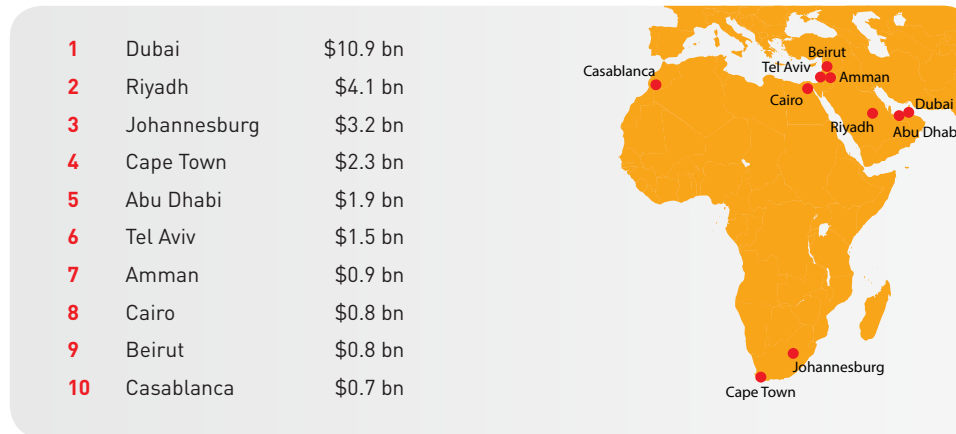 1 Dubai $10.9 bn
2 Riyadh $4.1 bn
3 Johannesburg $3.2 bn
4 Cape Town $2.3 bn
5 Abu Dhabi $1.9 bn
6 Tel Aviv $1.5 bn
7 Amman $0.9 bn
8 Cairo $0.8 bn
9 Beirut $0.8 bn
10 Casablanca $0.7 bn
Beirut
Tel Aviv
Casablanca
Amman
Cairo
Dubai
Riyadh
Abu Dhab
Johannesburg
Cape Town